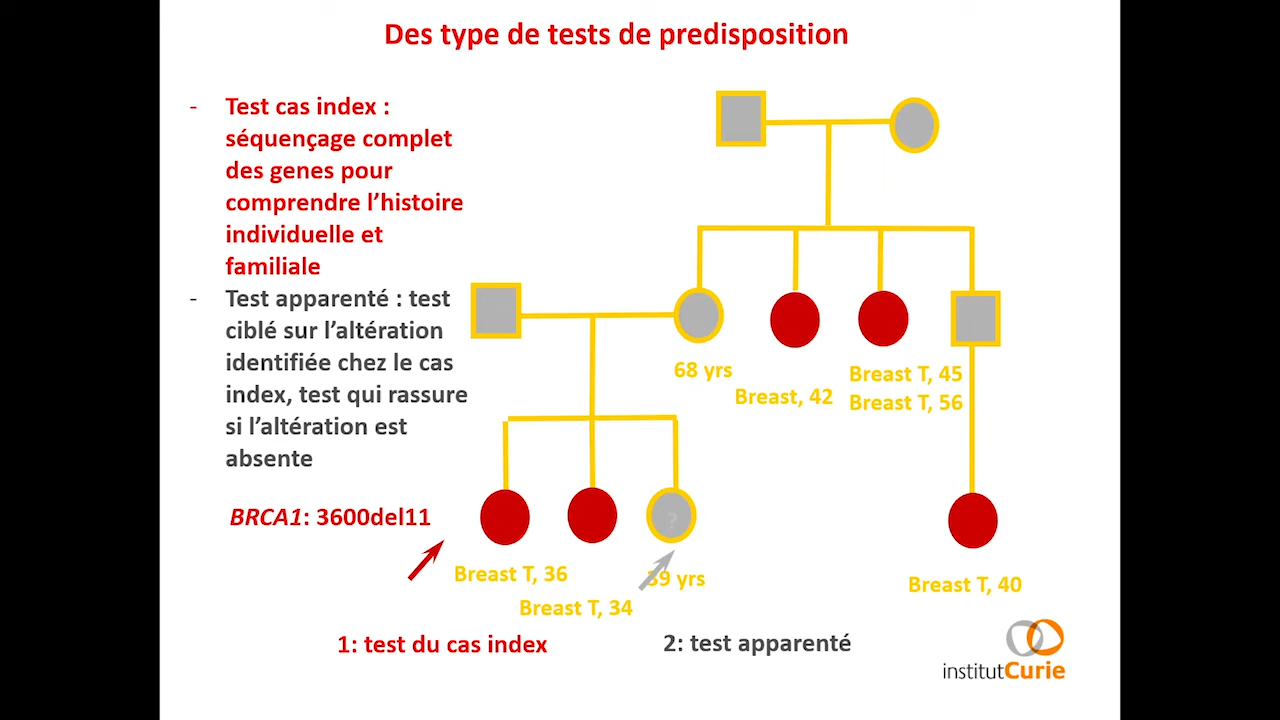 Des type de tests de predisposition
- Test cas index :
séquençage complet
des genes pour
comprendre l'histoire
individuelle et
familiale
- Test apparenté : test
ciblé sur l'altération
identifiée chez le cas
index, test qui rassure
si l'altération est
absente
68 yrs
Breast, 42
Breast T, 45
Breast T, 56
BRCA1: 3600del11
?
Breast T, 36
Breast T, 34
39 yrs
Breast T, 40
1: test du cas index
2: test apparenté
institutCurie